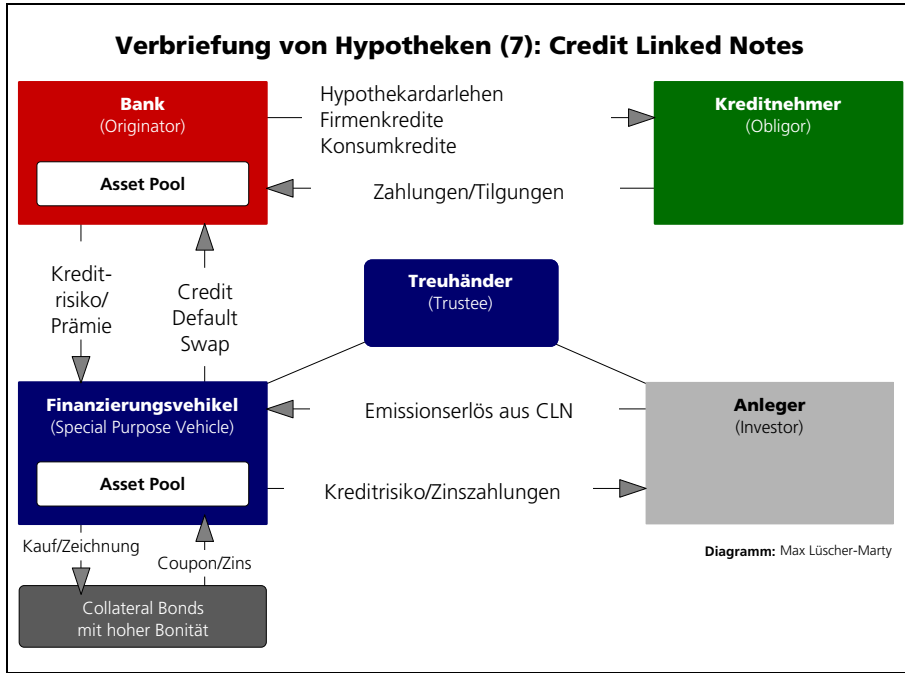 Verbriefung von Hypotheken (7): Credit Linked Notes
Bank
(Originator)
Asset Pool
Hypothekardarlehen
Firmenkredite
Konsumkredite
Kreditnehmer
(Obligor)
Zahlungen/Tilgungen
Kredit-
risiko/
Prämie
Credit
Default
Swap
Treuhänder
(Trustee)
Finanzierungsvehikel
(Special Purpose Vehicle)
Asset Pool
Emissionserlös aus CLN
Kreditrisiko/Zinszahlungen
Anleger
(Investor)
Kauf/Zeichnung
Coupon/Zins
Collateral Bonds
mit hoher Bonität
Diagramm: Max Lüscher-Marty